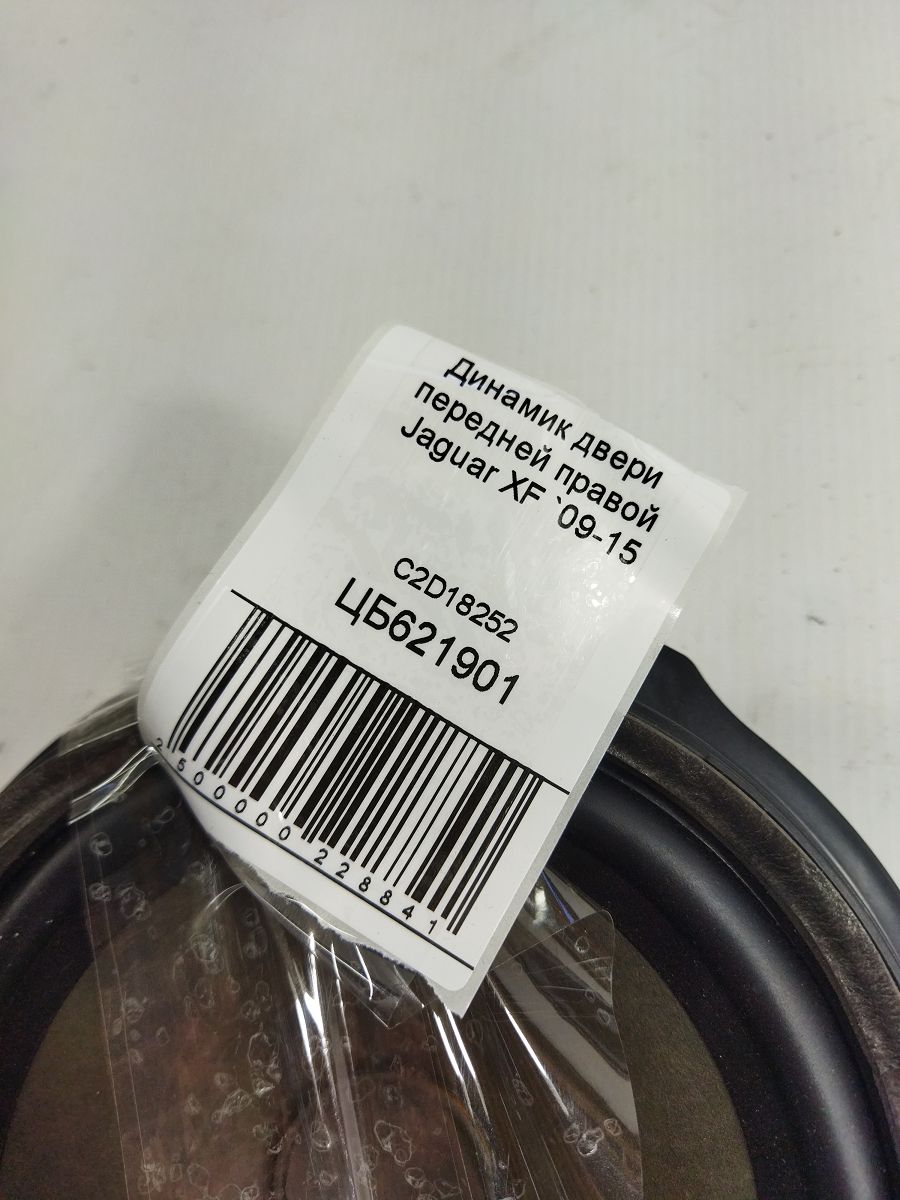 Динамик двери
передней правой
Jaguar XF `09-15
C2D18252
ЦБ621901
2500000228841